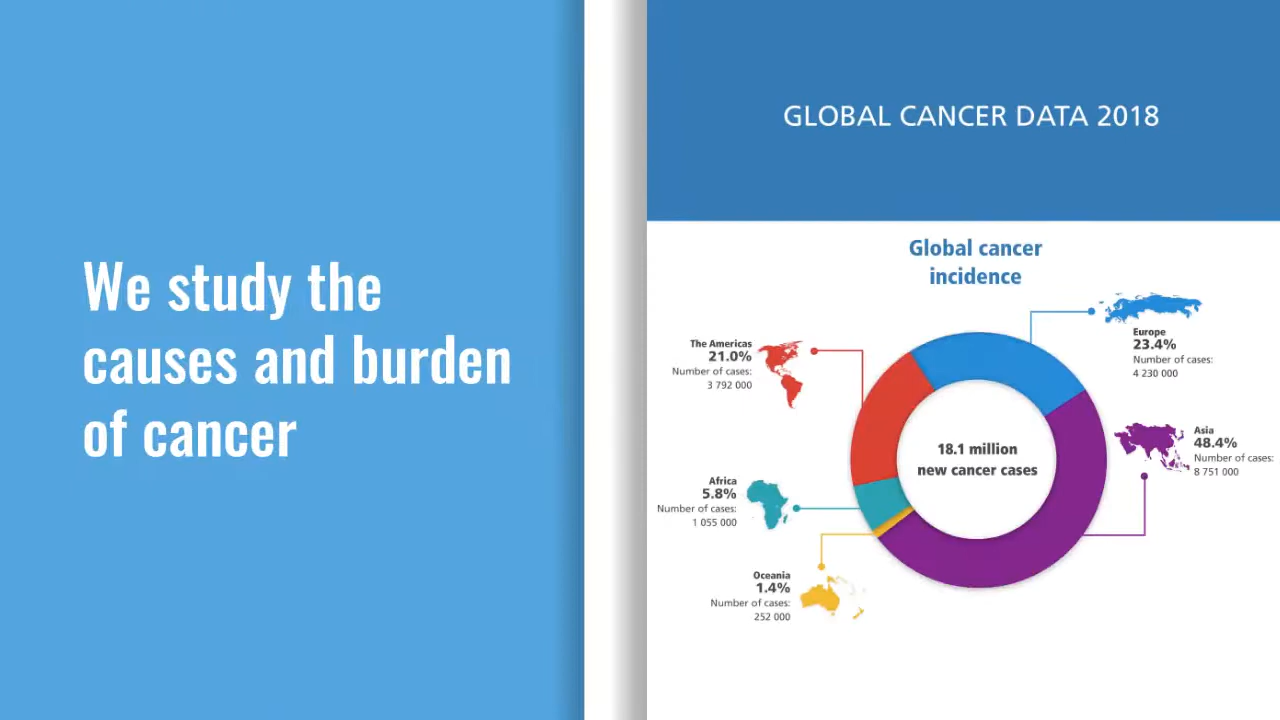 We study the
causes and burden
of cancer
GLOBAL CANCER DATA 2018
Global cancer
incidence
Europe
23.4%
Number of cases:
4 230 000
The Americas
21.0%
Number of cases:
3 792 000
Asia
48.4%
Number of cases:
8 751 000
18.1 million
new cancer cases
Africa
5.8%
Number of cases:
1 055 000
Oceania
1.4%
Number of cases:
252 000